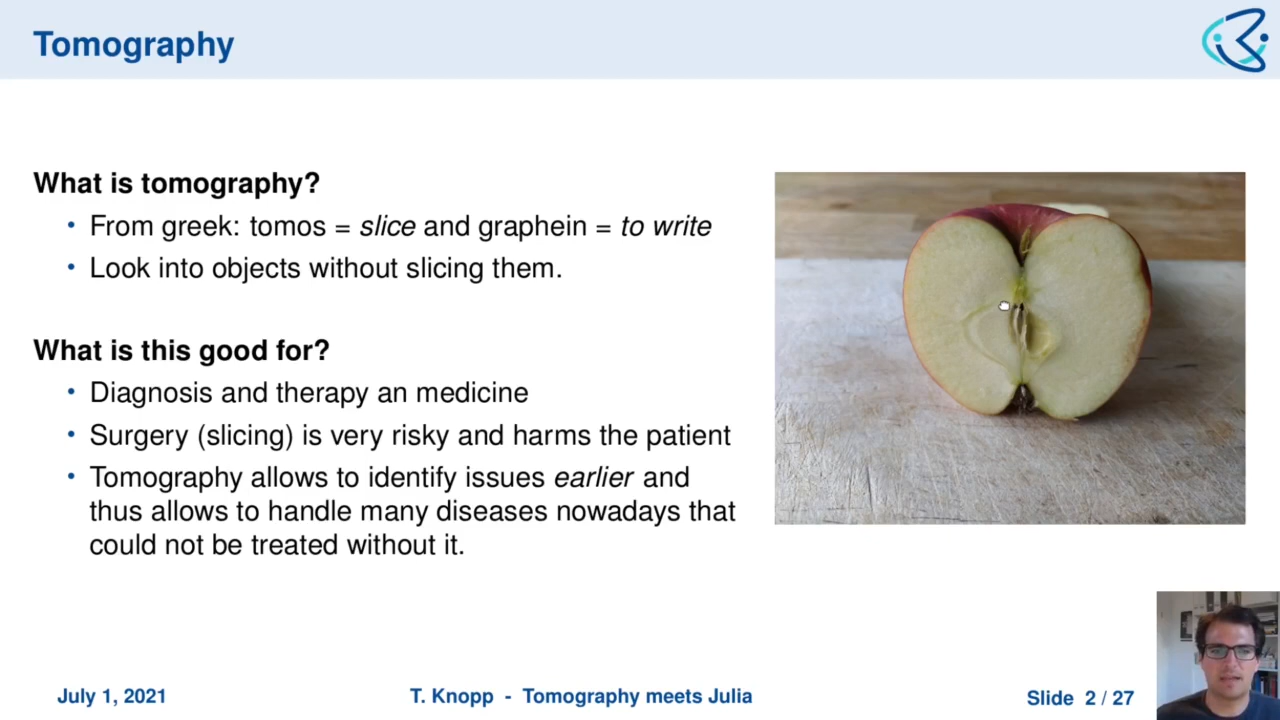 Tomography
What is tomography?
• From greek: tomos = slice and graphein = to write
• Look into objects without slicing them.
What is this good for?
• Diagnosis and therapy an medicine
• Surgery (slicing) is very risky and harms the patient
• Tomography allows to identify issues earlier and
thus allows to handle many diseases nowadays that
could not be treated without it.
July 1, 2021
T. Knopp - Tomography meets Julia
Slide 2 / 27